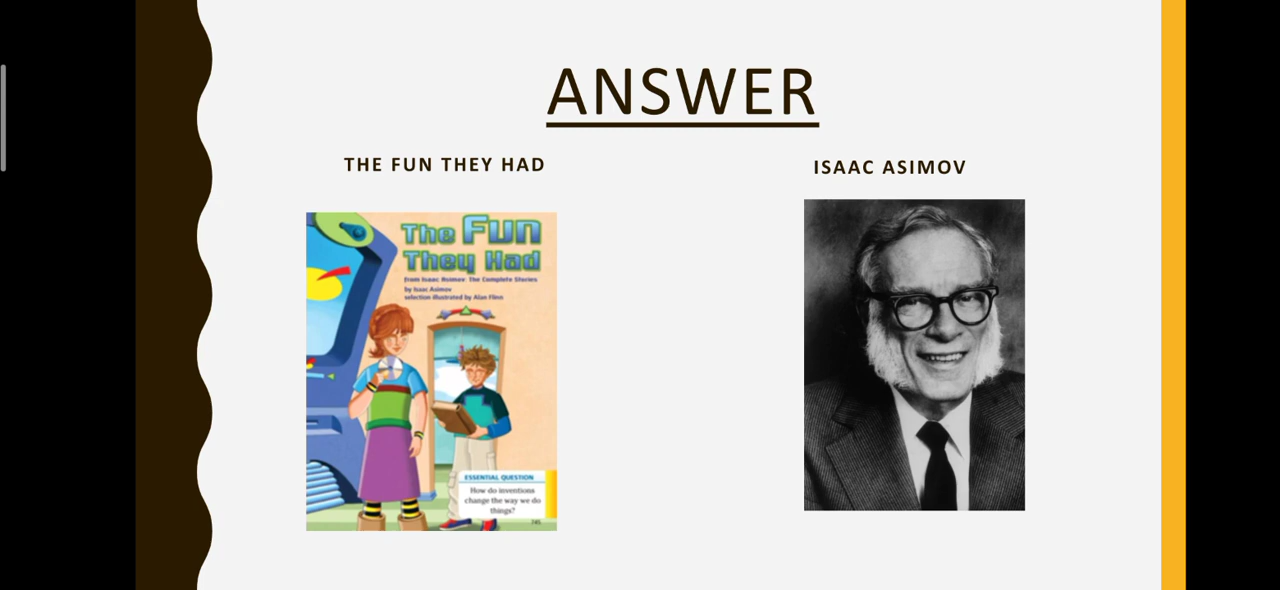 ANSWER
THE FUN THEY HAD
The Fun
They Had
from Isaac Asimov: The Complete Stories
by Isaac Asimov
selection illustrated by Alan Flinn
ESSENTIAL QUESTION
How do inventions
change the way we do
things?
745
ISAAC ASIMOV